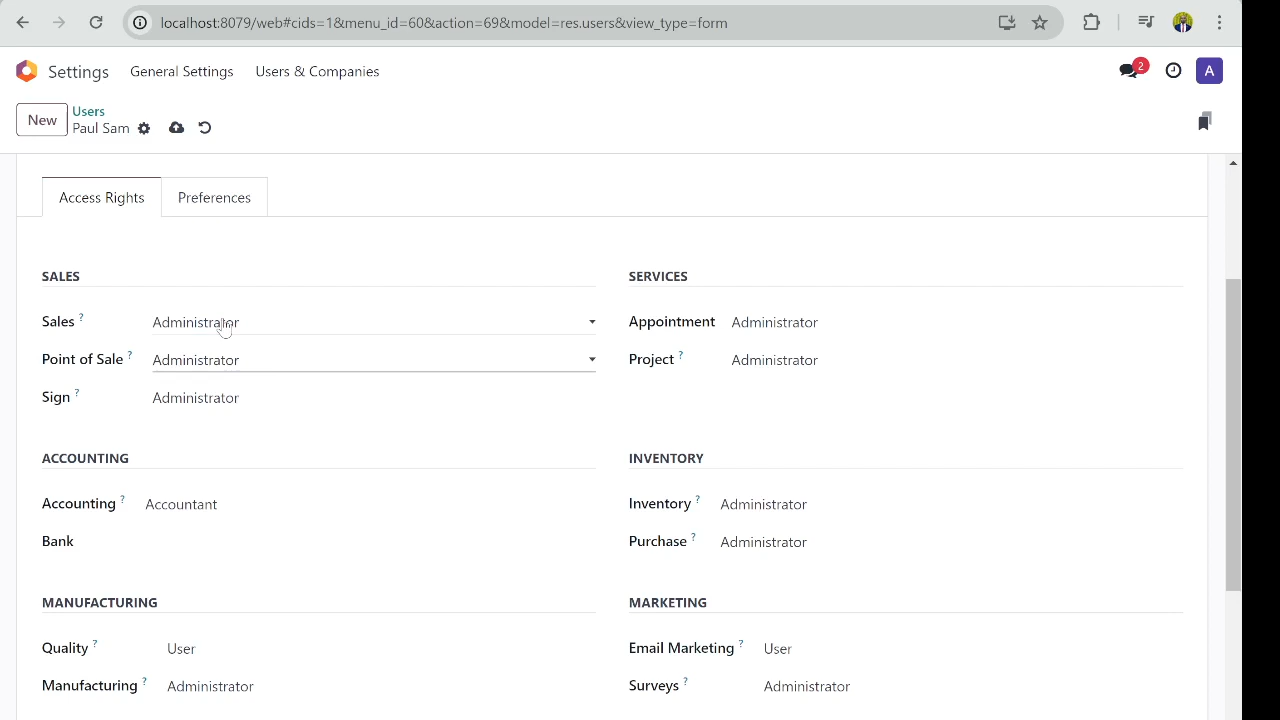 localhost:8079/web#cids=1&menu_id=60&action=69&model=res.users&view_type=form
Settings General Settings Users & Companies 2 A
New Users
Paul Sam
Access Rights Preferences
SALES
Sales ? Administrator
Point of Sale ? Administrator
Sign ? Administrator
SERVICES
Appointment Administrator
Project ? Administrator
ACCOUNTING
Accounting ? Accountant
Bank
INVENTORY
Inventory ? Administrator
Purchase ? Administrator
MANUFACTURING
Quality ? User
Manufacturing ? Administrator
MARKETING
Email Marketing ? User
Surveys ? Administrator